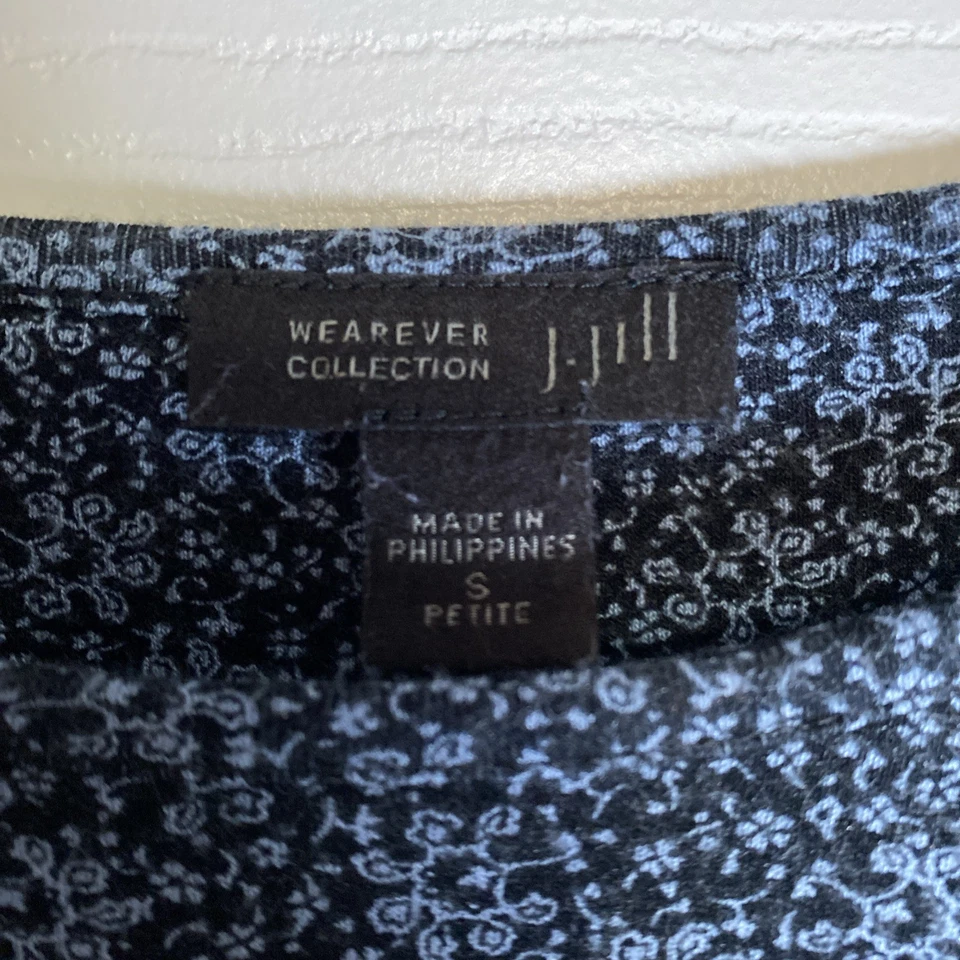 WEAREVER
COLLECTION
J.Jill
MADE IN
PHILIPPINES
S
PETITE